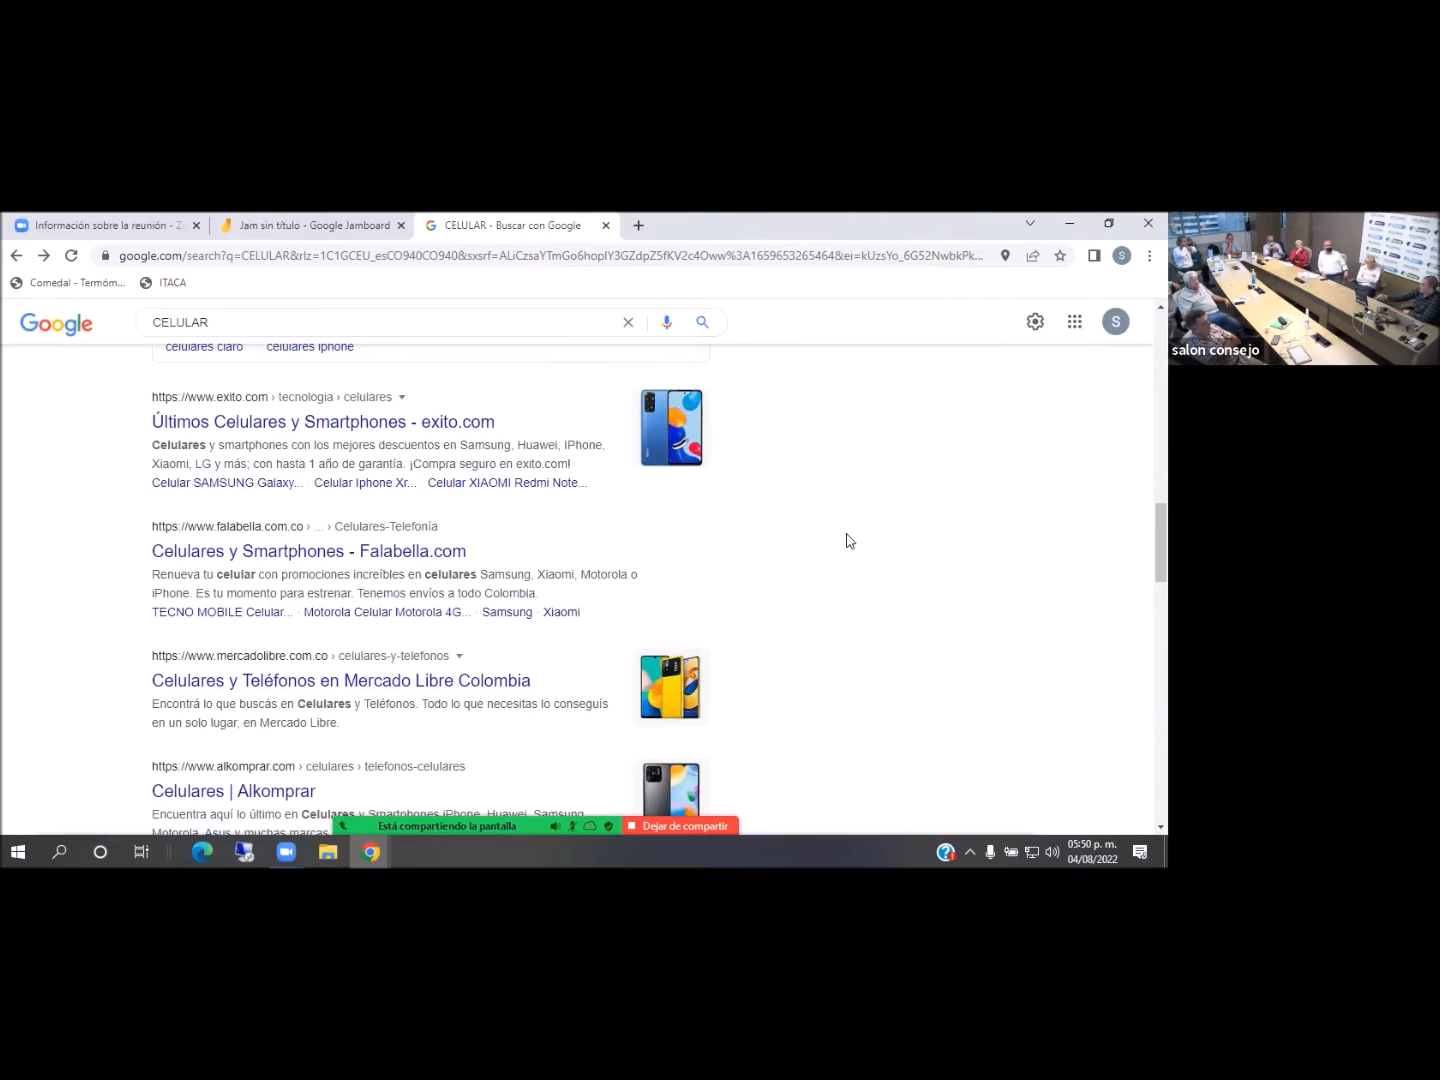 Información sobre la reunión - Z
Jam sin título - Google Jamboard
CELULAR - Buscar con Google
google.com/search?q=CELULAR&rlz=1C1GCEU_esCO940CO940&sxsrf=ALiCzsaYTmGo6hopIY3GZdpZ5fKV2c4Oww%3A1659653265464&ei=kUzsYo_6G52NwbkPk...
S
Comedal - Termóm...
ITACA
Google
CELULAR
S
celulares claro
celulares iphone
https://www.exito.com › tecnologia › celulares
Últimos Celulares y Smartphones - exito.com
Celulares y smartphones con los mejores descuentos en Samsung, Huawei, IPhone,
Xiaomi, LG y más; con hasta 1 año de garantía. ¡Compra seguro en exito.com!
Celular SAMSUNG Galaxy... · Celular Iphone Xr... · Celular XIAOMI Redmi Note...
https://www.falabella.com.co › ... › Celulares-Telefonía
Celulares y Smartphones - Falabella.com
Renueva tu celular con promociones increíbles en celulares Samsung, Xiaomi, Motorola o
iPhone. Es tu momento para estrenar. Tenemos envíos a todo Colombia.
TECNO MOBILE Celular... · Motorola Celular Motorola 4G... · Samsung · Xiaomi
https://www.mercadolibre.com.co › celulares-y-telefonos
Celulares y Teléfonos en Mercado Libre Colombia
Encontrá lo que buscás en Celulares y Teléfonos. Todo lo que necesitas lo conseguís
en un solo lugar, en Mercado Libre.
https://www.alkomprar.com › celulares › telefonos-celulares
Celulares | Alkomprar
Encuentra aquí lo último en Celulares y Smartphones iPhone, Huawei, Samsung,
Motorola, Asus y muchas marcas
Está compartiendo la pantalla
Dejar de compartir
05:50 p. m.
04/08/2022
salon consejo